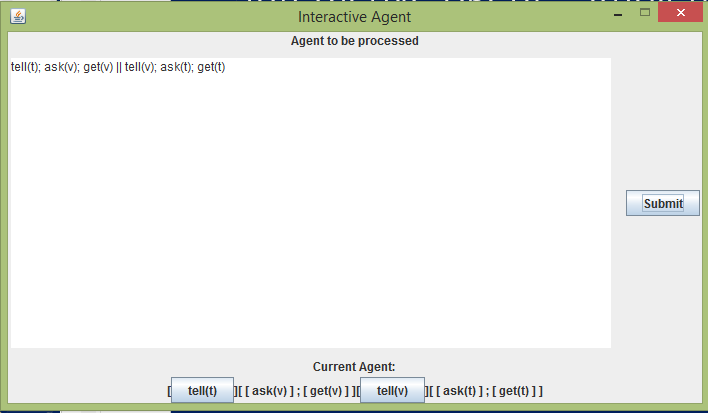 Interactive Agent
Agent to be processed
tell(t); ask(v); get(v) || tell(v); ask(t); get(t)
Submit
Current Agent:
[ tell(t) ][ [ ask(v) ] ; [ get(v) ] ][ tell(v) ][ [ ask(t) ] ; [ get(t) ] ]